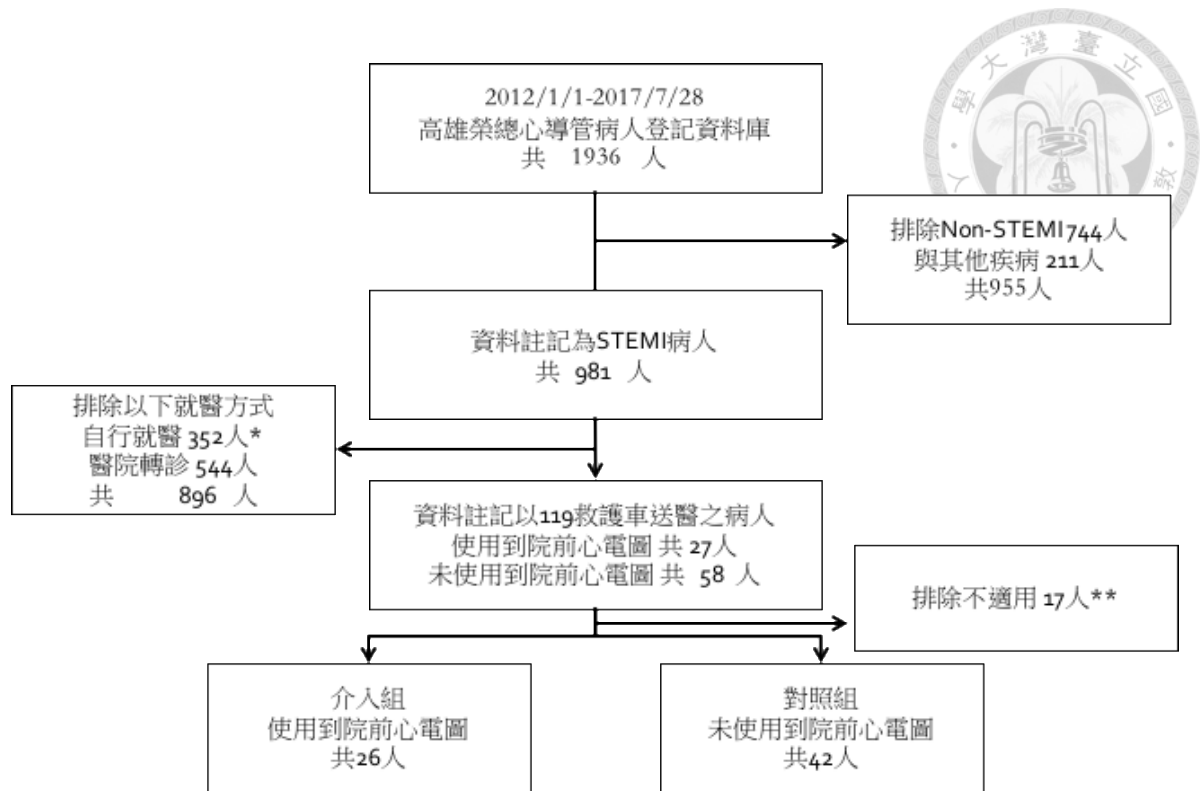 2012/1/1-2017/7/28
高雄榮總心導管病人登記資料庫
共 1936 人
排除Non-STEMI744人
與其他疾病 211人
共955人
資料註記為STEMI病人
共 981 人
排除以下就醫方式
自行就醫 352人*
醫院轉診 544人
共 896 人
資料註記以119救護車送醫之病人
使用到院前心電圖 共 27人
未使用到院前心電圖 共 58 人
排除不適用 17人**
介入組
使用到院前心電圖
共26人
對照組
未使用到院前心電圖
共42人
國立臺灣大學